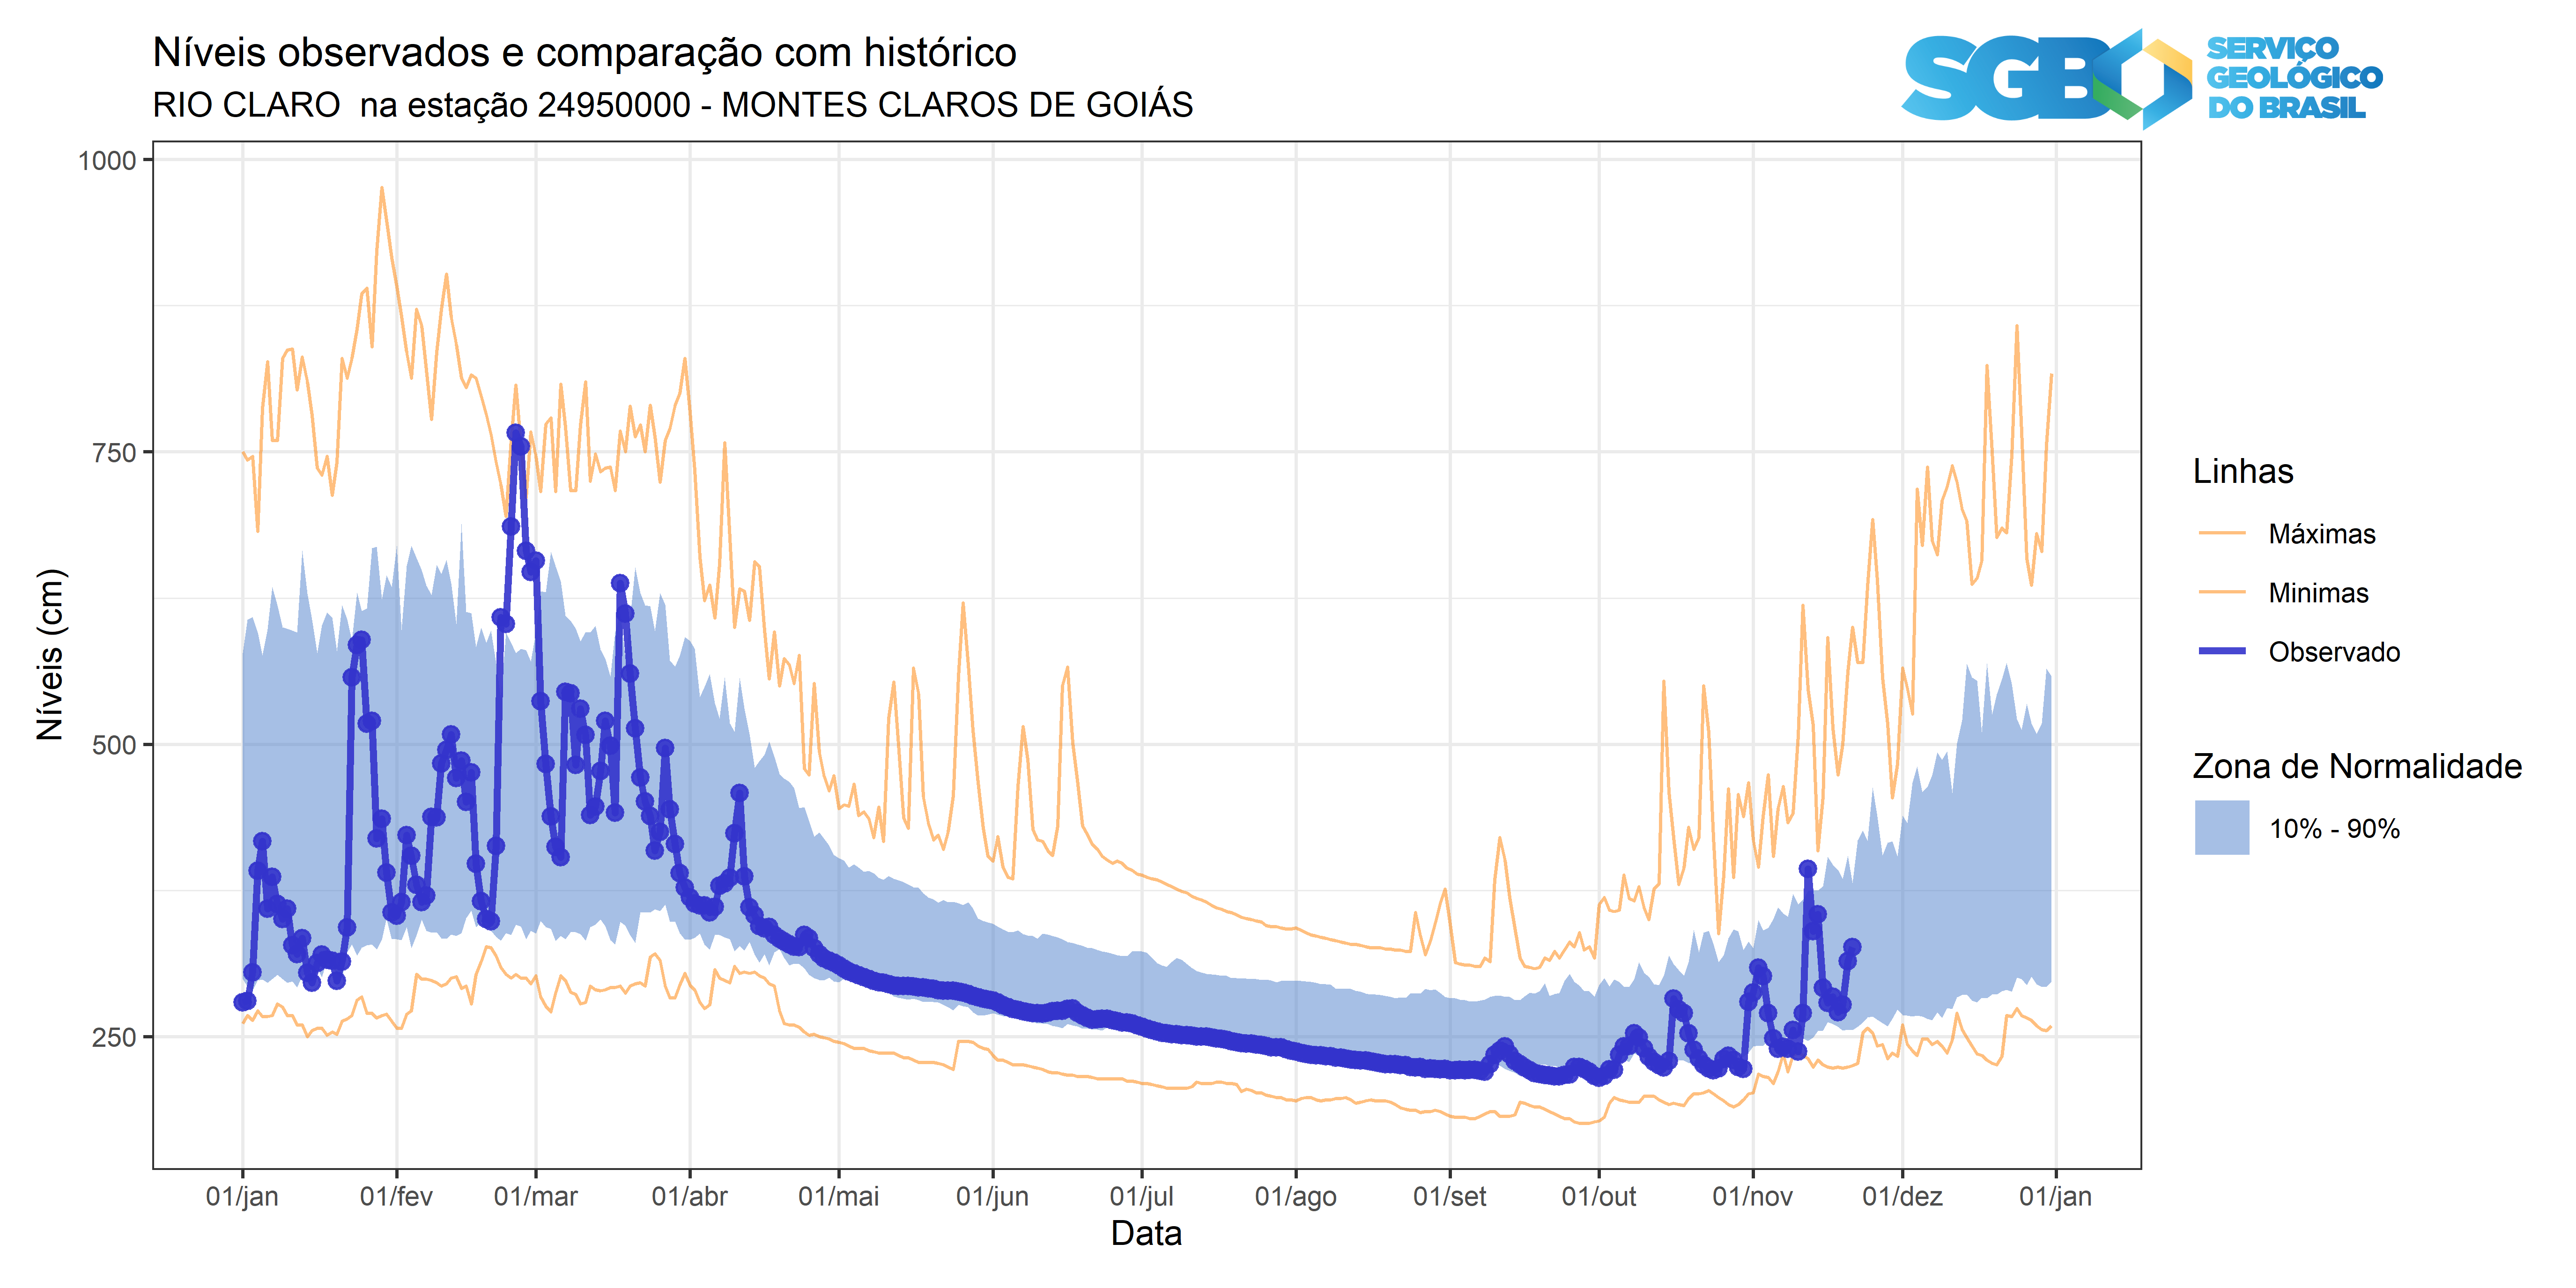 Níveis observados e comparação com histórico
RIO CLARO  na estação 24950000 - MONTES CLAROS DE GOIÁS
SGB
SERVIÇO
GEOLÓGICO
DO BRASIL
Níveis (cm)
1000
750
500
250
01/jan 01/fev 01/mar 01/abr 01/mai 01/jun 01/jul 01/ago 01/set 01/out 01/nov 01/dez 01/jan
Data
Linhas
Máximas
Minimas
Observado
Zona de Normalidade
10% - 90%